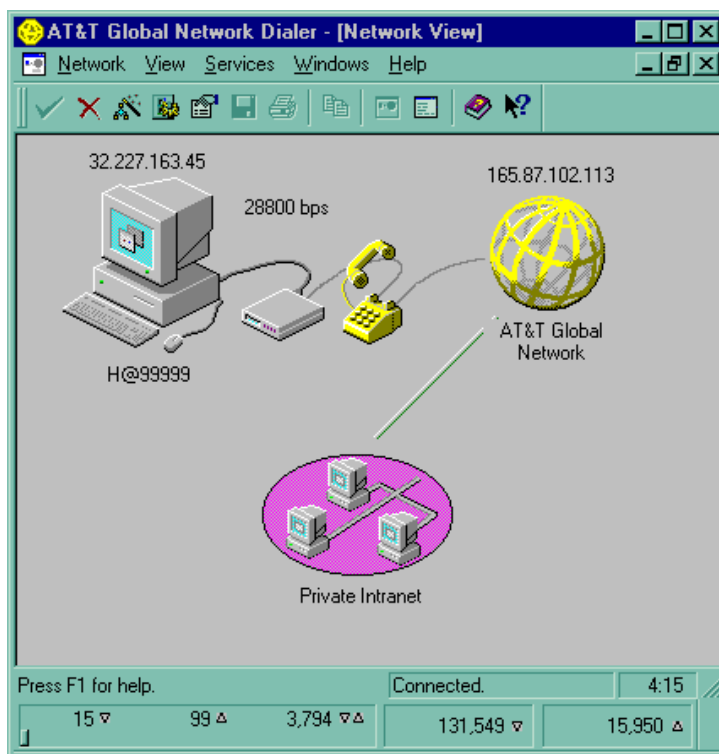 AT&T Global Network Dialer - [Network View]
Network View Services Windows Help
32.227.163.45
165.87.102.113
28800 bps
AT&T Global
Network
H@99999
Private Intranet
Press F1 for help. Connected. 4:15
15 99 3,794 131,549 15,950